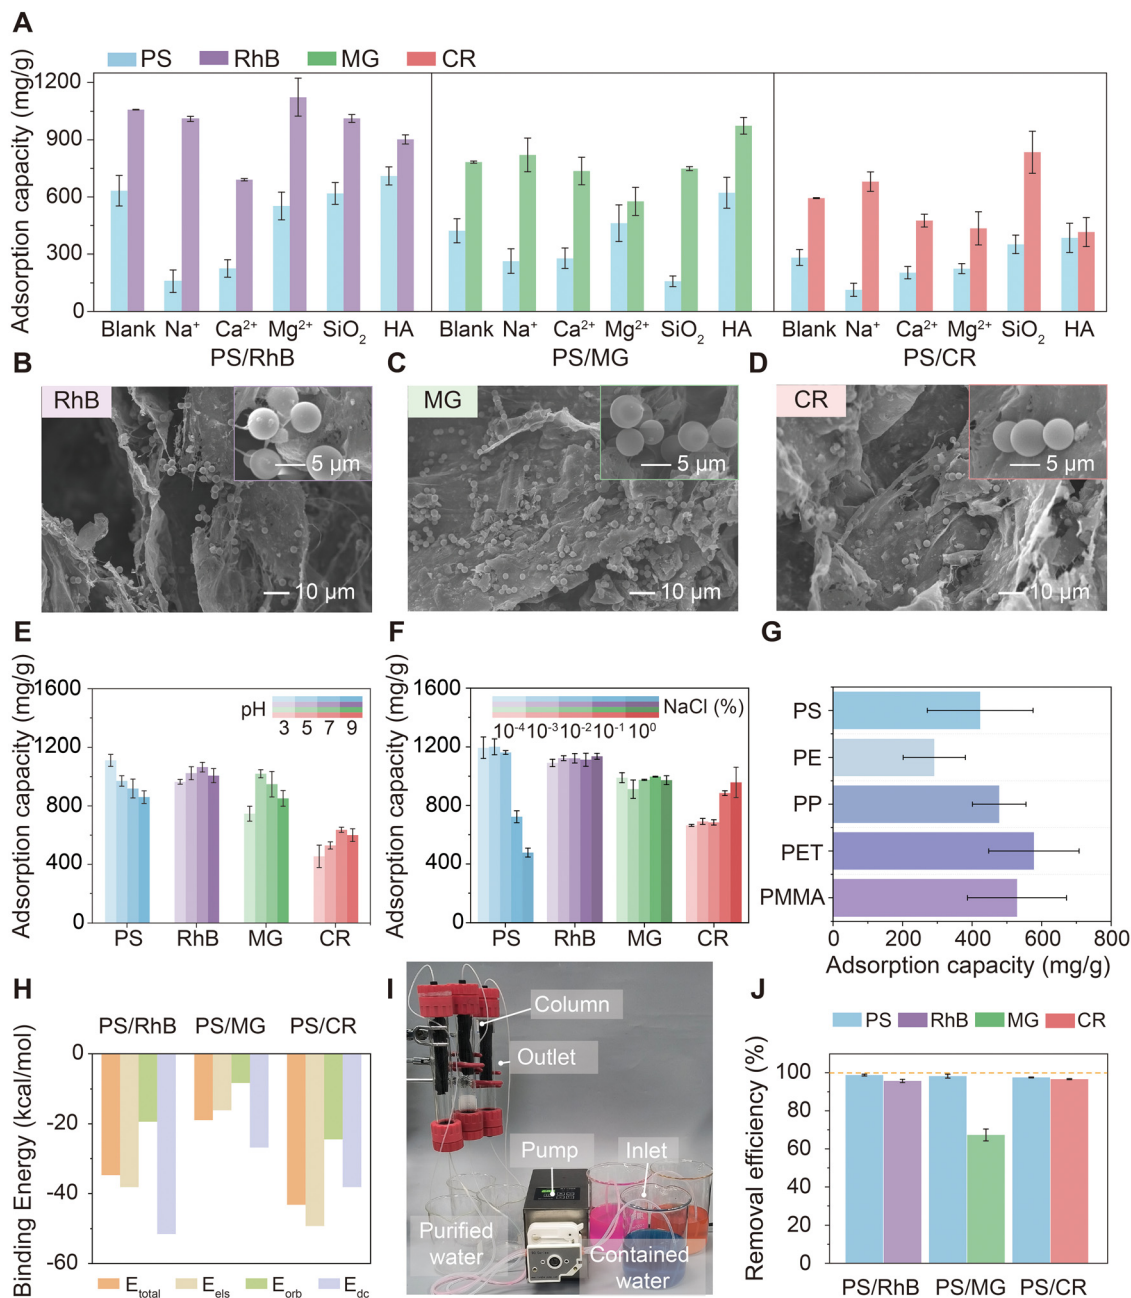 A
PS RhB MG CR
Adsorption capacity (mg/g)
1200
900
600
300
0
Blank Na⁺ Ca²⁺ Mg²⁺ SiO₂ HA Blank Na⁺ Ca²⁺ Mg²⁺ SiO₂ HA Blank Na⁺ Ca²⁺ Mg²⁺ SiO₂ HA
PS/RhB PS/MG PS/CR
B
RhB
5 μm
10 μm
C
MG
5 μm
10 μm
D
CR
5 μm
10 μm
E
Adsorption capacity (mg/g)
1600
1200
800
400
0
pH
3 5 7 9
PS RhB MG CR
F
Adsorption capacity (mg/g)
1600
1200
800
400
0
NaCl (%)
10⁻⁴ 10⁻³ 10⁻² 10⁻¹ 10⁰
PS RhB MG CR
G
PS
PE
PP
PET
PMMA
0 200 400 600 800
Adsorption capacity (mg/g)
H
PS/RhB PS/MG PS/CR
Binding Energy (kcal/mol)
0
-20
-40
-60
E total E els E orb E dc
I
Column
Outlet
Pump
Inlet
Purified
water
Contained
water
J
PS RhB MG CR
Removal efficiency (%)
100
80
60
40
20
0
PS/RhB PS/MG PS/CR